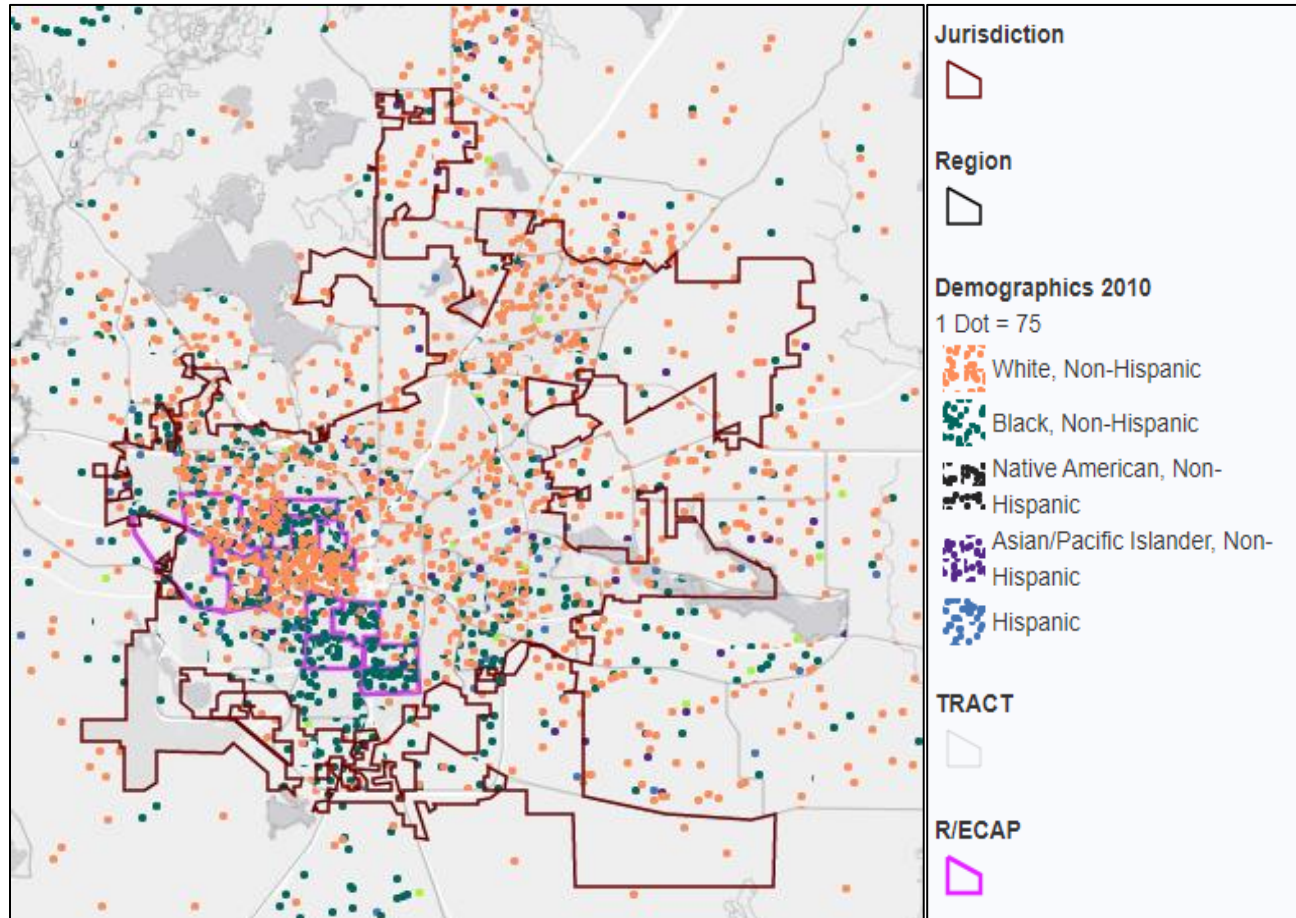 Jurisdiction
Region
Demographics 2010
1 Dot = 75
White, Non-Hispanic
Black, Non-Hispanic
Native American, Non-
Hispanic
Asian/Pacific Islander, Non-
Hispanic
Hispanic
TRACT
R/ECAP